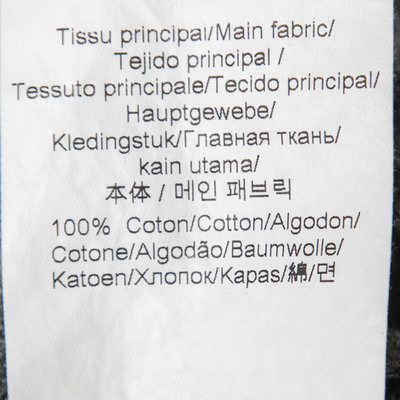 Tissu principal/Main fabric/
Tejido principal /
Tessuto principale/Tecido principal/
Hauptgewebe/
Kledingstuk/Главная ткань/
kain utama/
本体 / 메인 패브릭
100% Coton/Cotton/Algodon/
Cotone/Algodão/Baumwolle/
Katoen/Хлопок/Kapas/綿/면